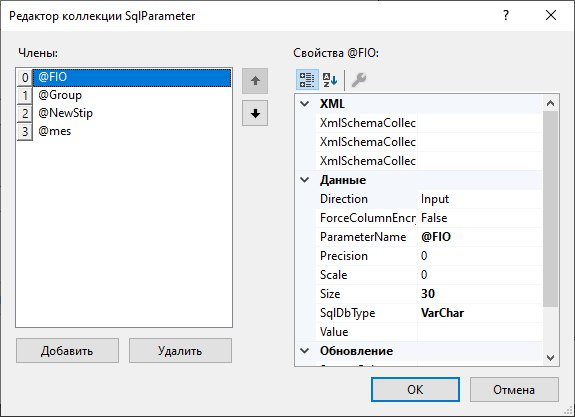 Редактор коллекции SqlParameter
Члены:
0 @FIO
1 @Group
2 @NewStip
3 @mes
Добавить Удалить
Свойства @FIO:
XML
XmlSchemaCollec
XmlSchemaCollec
XmlSchemaCollec
Данные
Direction Input
ForceColumnEncr False
ParameterName @FIO
Precision 0
Scale 0
Size 30
SqlDbType VarChar
Value
Обновление
OK Отмена